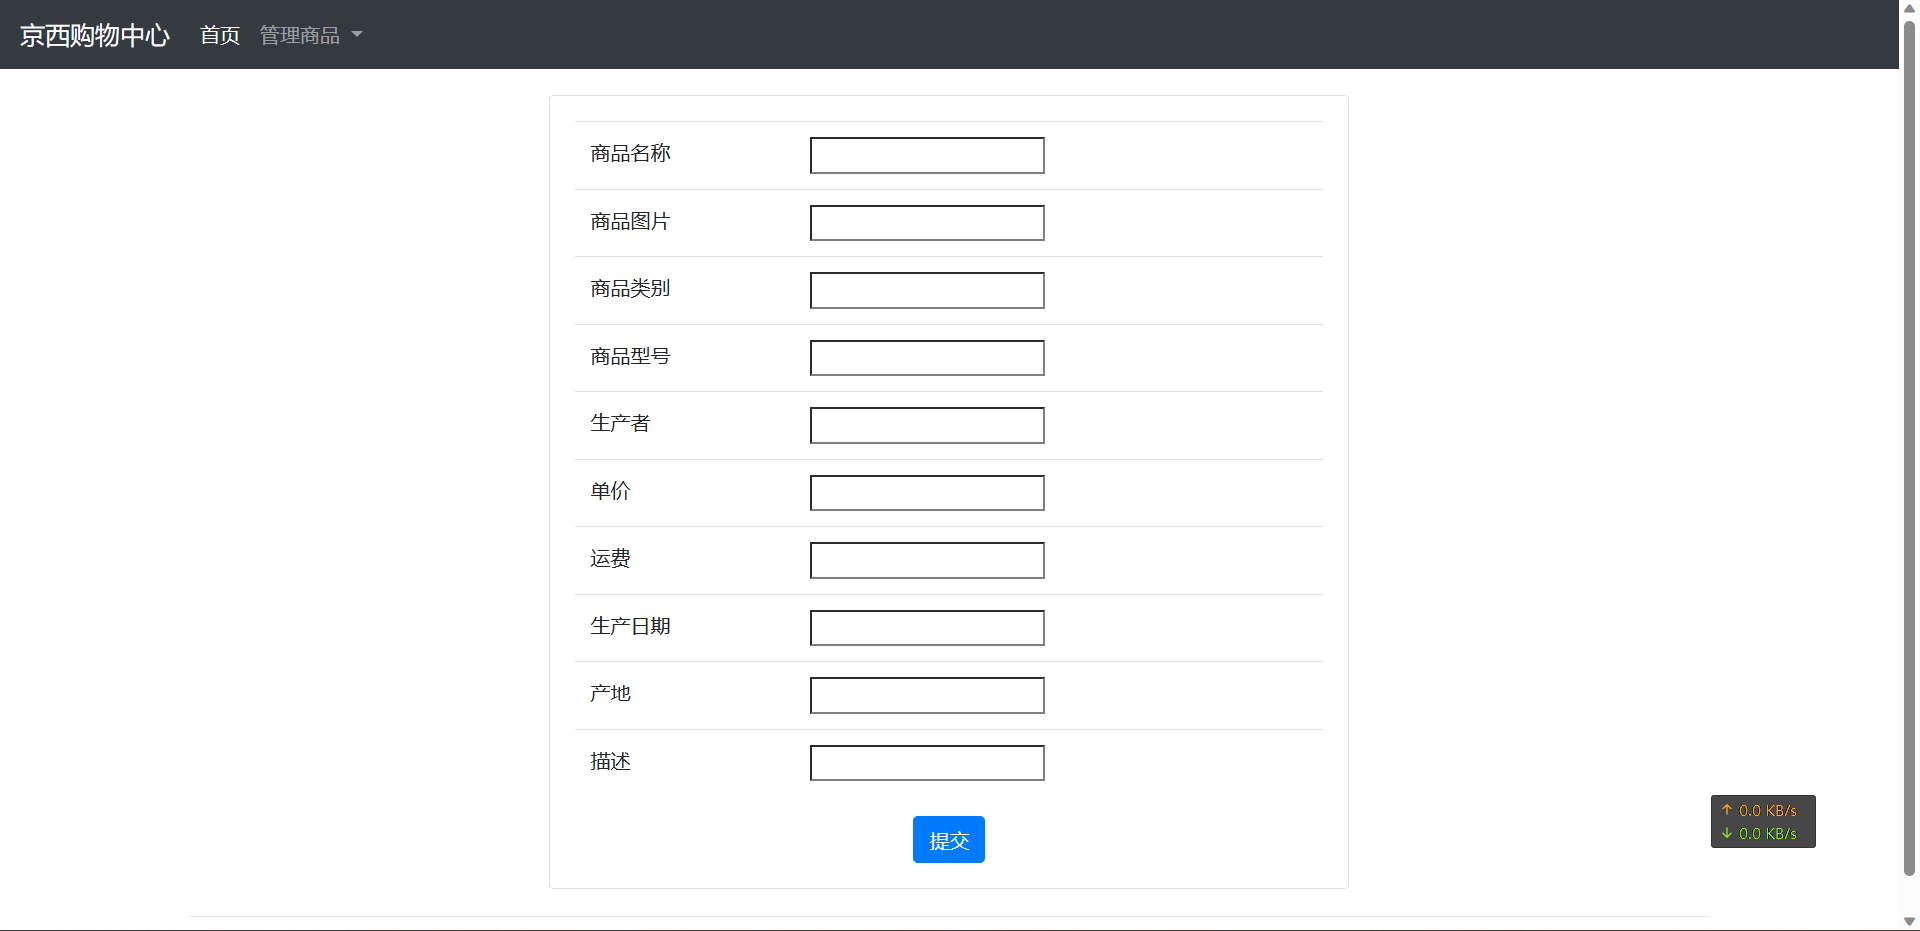 京西购物中心 首页 管理商品
商品名称
商品图片
商品类别
商品型号
生产者
单价
运费
生产日期
产地
描述
提交
↑ 0.0 KB/s
↓ 0.0 KB/s